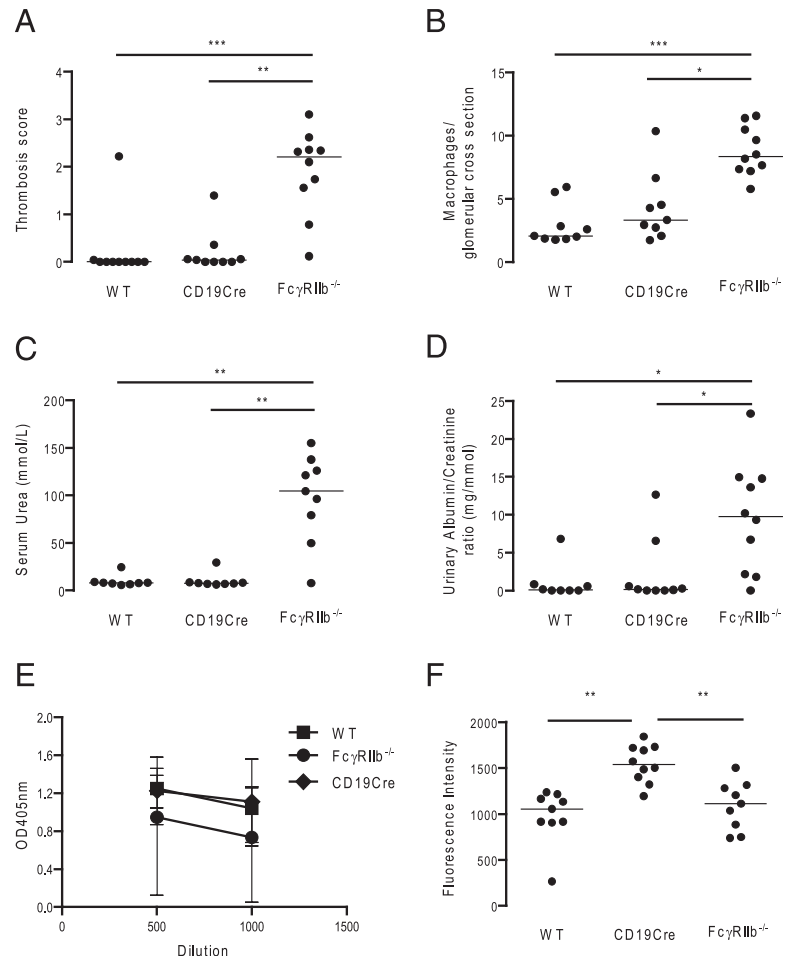 A
***
**
Thrombosis score
4
3
2
1
0
WT
CD19Cre
FcγRIIb-/-
B
***
*
Macrophages/
glomerular cross section
15
10
5
0
WT
CD19Cre
FcγRIIb-/-
C
**
**
Serum Urea (mmol/L)
200
150
100
50
0
WT
CD19Cre
FcγRIIb-/-
D
*
*
Urinary Albumin/Creatinine
ratio (mg/mmol)
25
20
15
10
5
0
WT
CD19Cre
FcγRIIb-/-
E
OD405nm
2.0
1.6
1.2
0.8
0.4
0.0
0
500
1000
1500
Dilution
WT
FcγRIIb-/-
CD19Cre
F
**
**
Fluorescence Intensity
2000
1500
1000
500
0
WT
CD19Cre
FcγRIIb-/-